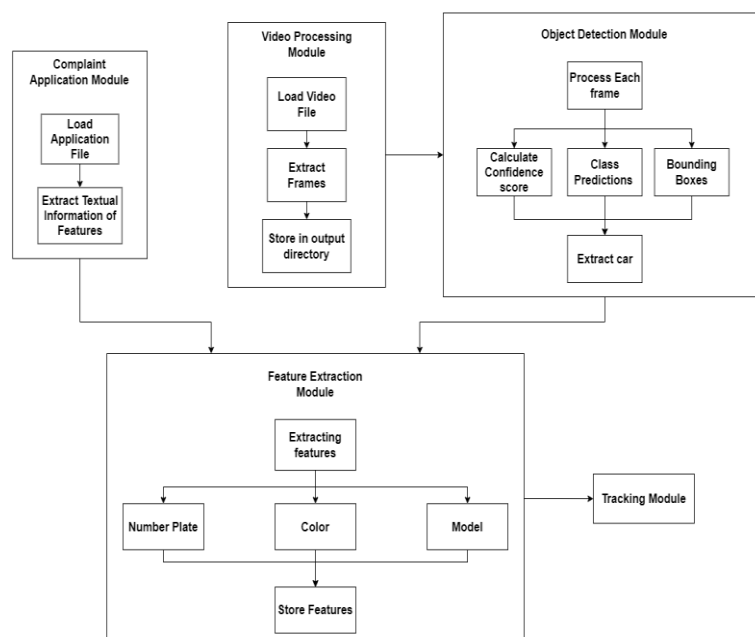 Complaint
Application Module
Load
Application
File
Extract Textual
Information of
Features
Video Processing
Module
Load Video
File
Extract
Frames
Store in output
directory
Object Detection Module
Process Each
frame
Calculate
Confidence
score
Class
Predictions
Bounding
Boxes
Extract car
Feature Extraction
Module
Extracting
features
Number Plate
Color
Model
Store Features
Tracking Module